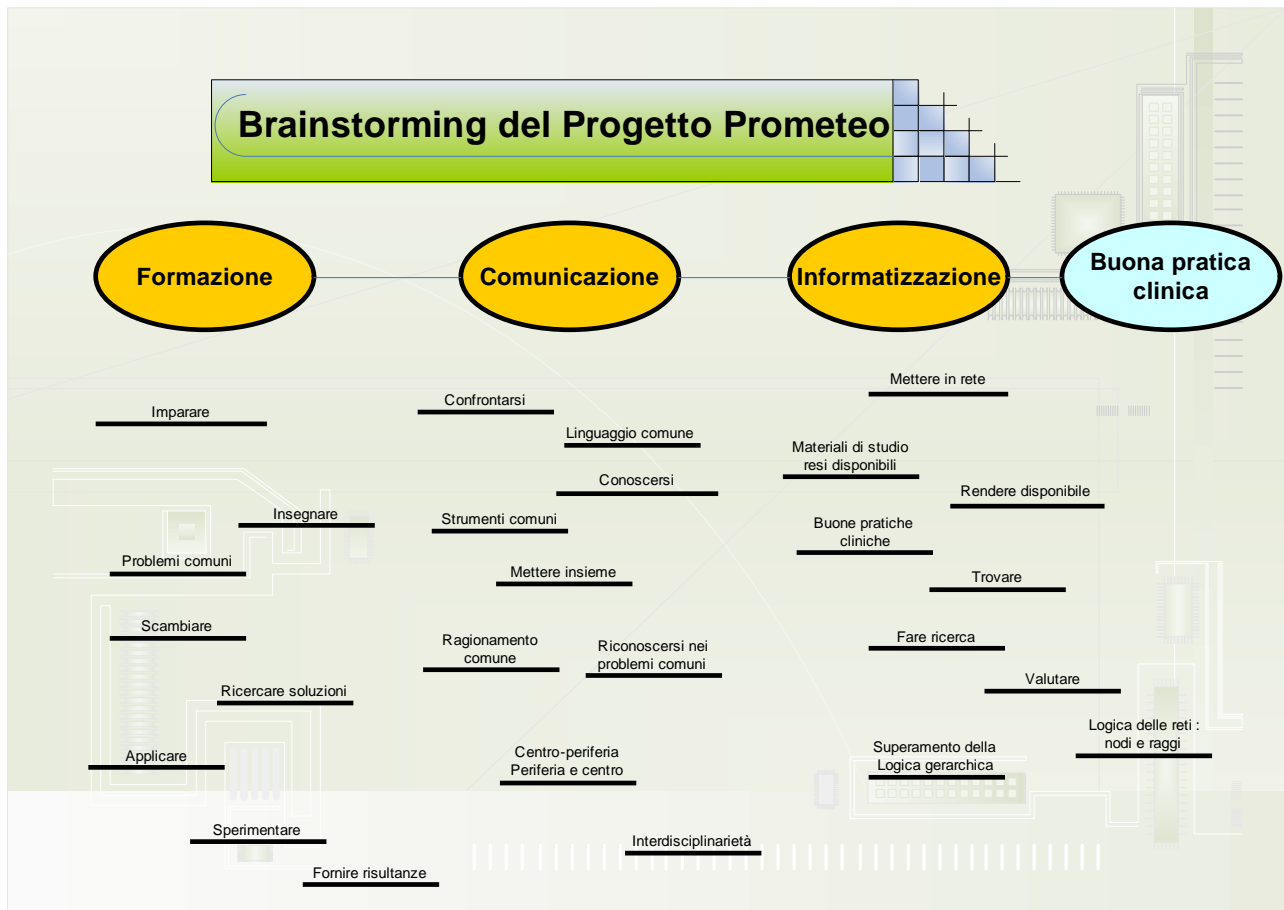 Brainstorming del Progetto Prometeo
Formazione
Comunicazione
Informatizzazione
Buona pratica
clinica
Imparare
Insegnare
Problemi comuni
Scambiare
Ricercare soluzioni
Applicare
Sperimentare
Fornire risultanze
Confrontarsi
Linguaggio comune
Conoscersi
Strumenti comuni
Mettere insieme
Ragionamento
comune
Riconoscersi nei
problemi comuni
Centro-periferia
Periferia e centro
Interdisciplinarietà
Mettere in rete
Materiali di studio
resi disponibili
Rendere disponibile
Buone pratiche
cliniche
Trovare
Fare ricerca
Valutare
Superamento della
Logica gerarchica
Logica delle reti :
nodi e raggi